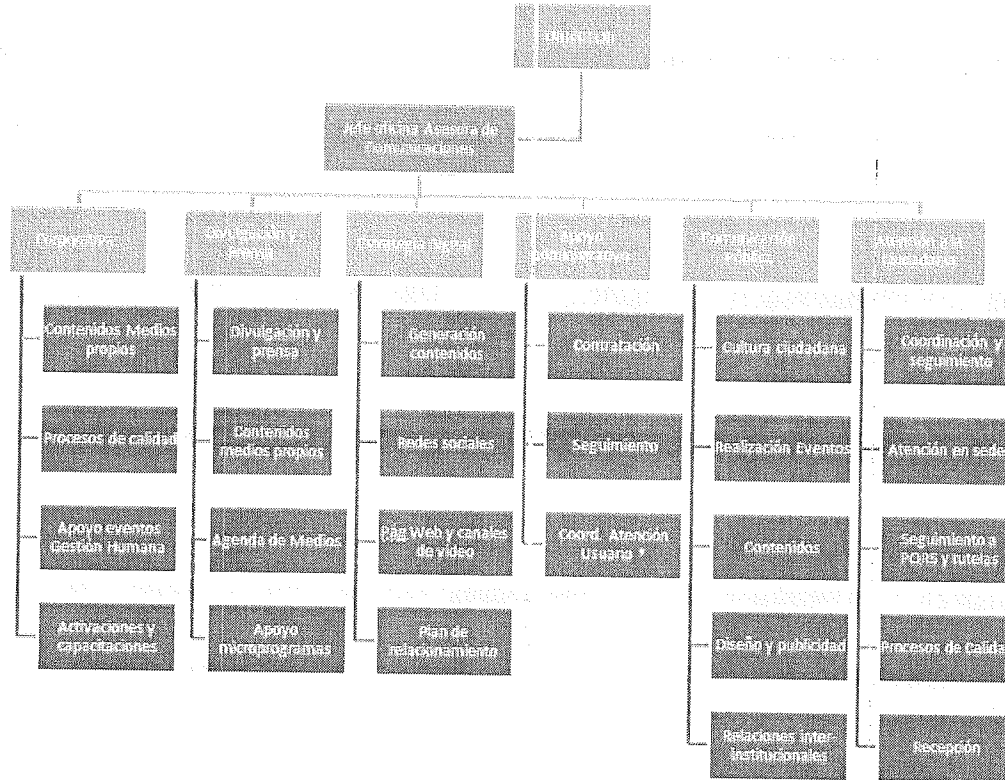 Jefe oficina Asesora de
Comunicaciones
Divulgación y
Prensa
Estrategia Digital
Apoyo
administrativo
Comunicación
Pública
Atención a la
Contenidos Medios
propios
Procesos de calidad
Apoyo eventos
Gestión Humana
Activaciones y
capacitaciones
Divulgación y
prensa
Contenidos
medios propios
Agenda de Medios
Apoyo
microprogramas
Generación
contenidos
Redes sociales
Pág Web y canales
de video
Plan de
relacionamiento
Contratación
Seguimiento
Coord. Atención
Usuario *
Cultura ciudadana
Realización Eventos
Contenidos
Diseño y publicidad
Relaciones inter-
institucionales
Coordinación y
seguimiento
Atención en sede
Seguimiento a
PQRS y tutelas
Procesos de Calida
Recepción